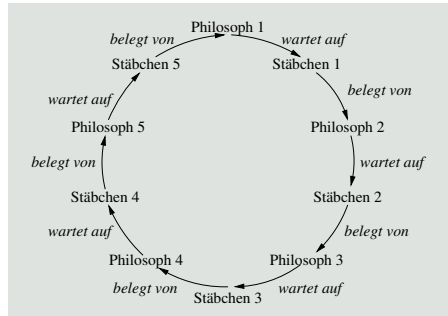 Philosoph 1
wartet auf
Stäbchen 1
belegt von
Philosoph 2
wartet auf
Stäbchen 2
belegt von
Philosoph 3
wartet auf
Stäbchen 3
belegt von
Philosoph 4
wartet auf
Stäbchen 4
belegt von
Philosoph 5
wartet auf
Stäbchen 5
belegt von